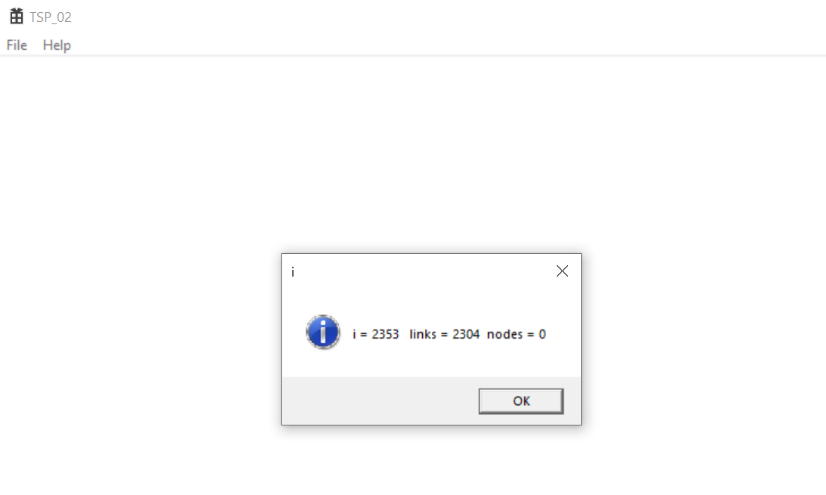 TSP_02
File Help
i
i = 2353 links = 2304 nodes = 0
OK